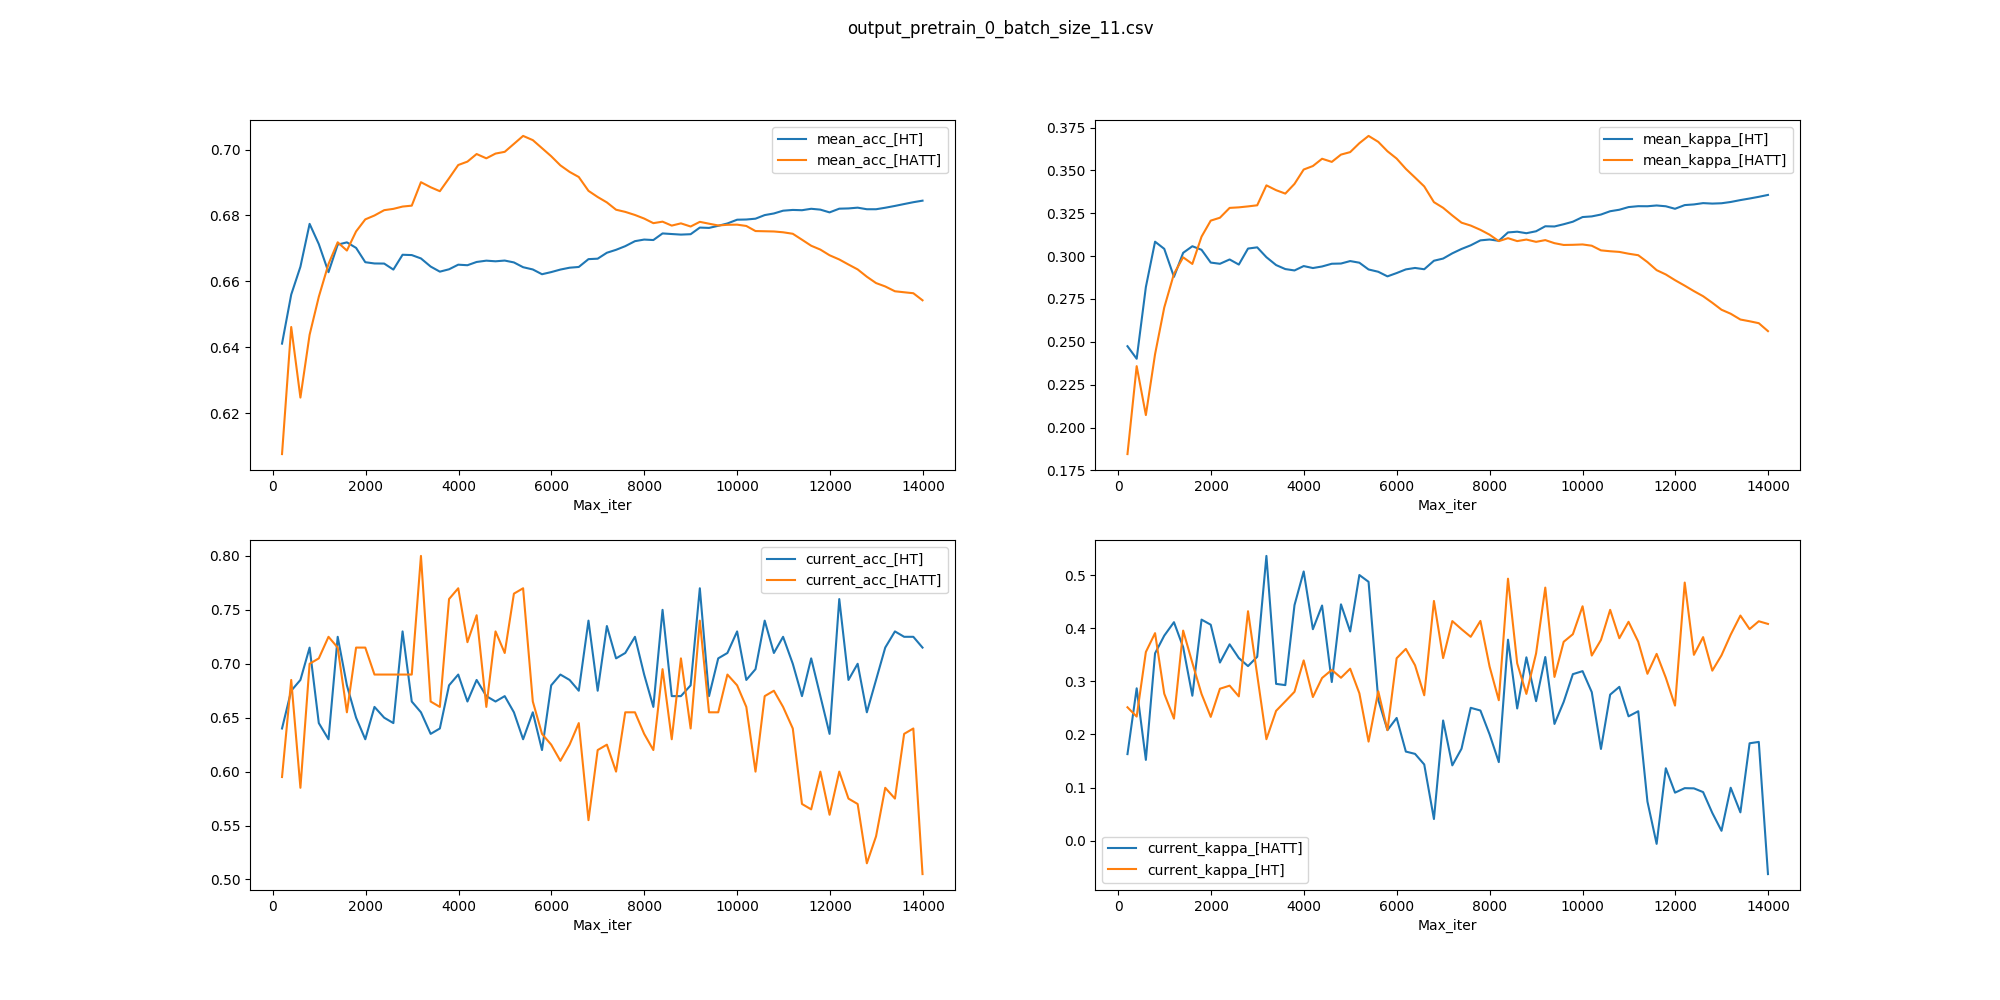 output_pretrain_0_batch_size_11.csv
mean_acc_[HT]
mean_acc_[HATT]
0.70
0.68
0.66
0.64
0.62
0 2000 4000 6000 8000 10000 12000 14000
Max_iter
mean_kappa_[HT]
mean_kappa_[HATT]
0.375
0.350
0.325
0.300
0.275
0.250
0.225
0.200
0.175
0 2000 4000 6000 8000 10000 12000 14000
Max_iter
current_acc_[HT]
current_acc_[HATT]
0.80
0.75
0.70
0.65
0.60
0.55
0.50
0 2000 4000 6000 8000 10000 12000 14000
Max_iter
0.5
0.4
0.3
0.2
0.1
0.0
current_kappa_[HATT]
current_kappa_[HT]
0 2000 4000 6000 8000 10000 12000 14000
Max_iter